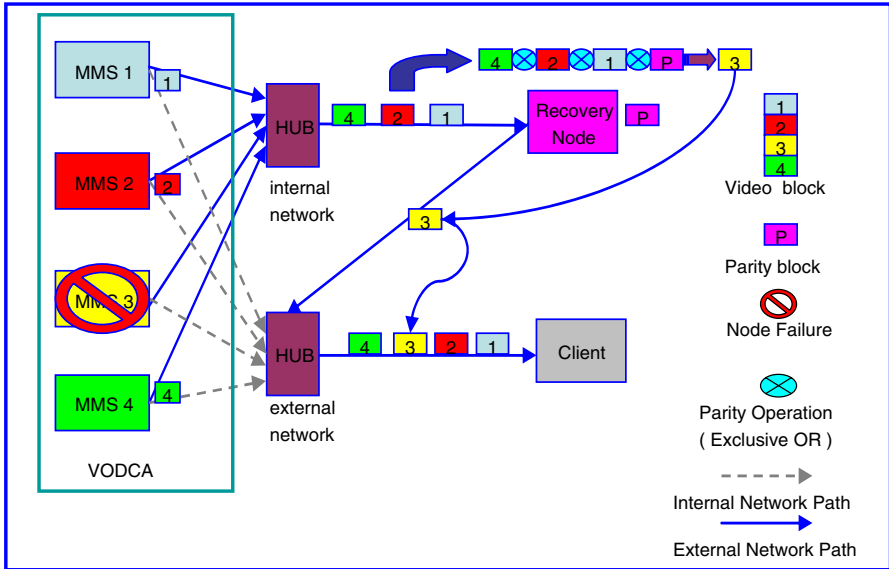 MMS 1
1
MMS 2
2
MMS 3
MMS 4
4
VODCA
HUB
internal
network
4 2 1
4 2 1 P 3
Recovery
Node
P
3
HUB
external
network
4 3 2 1
Client
1
2
3
4
Video block
P
Parity block
Node Failure
Parity Operation
( Exclusive OR )
Internal Network Path
External Network Path